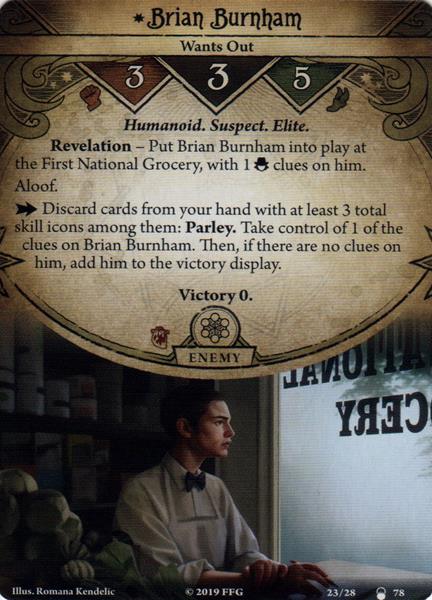 Brian Burnham
Wants Out
3 3 5
Humanoid. Suspect. Elite.
Revelation – Put Brian Burnham into play at
the First National Grocery, with 1 clues on him.
Aloof.
Discard cards from your hand with at least 3 total
skill icons among them: Parley. Take control of 1 of the
clues on Brian Burnham. Then, if there are no clues on
him, add him to the victory display.
Victory 0.
ENEMY
ATIONAL
OCERY
Illus. Romana Kendelic © 2019 FFG 23/28 78